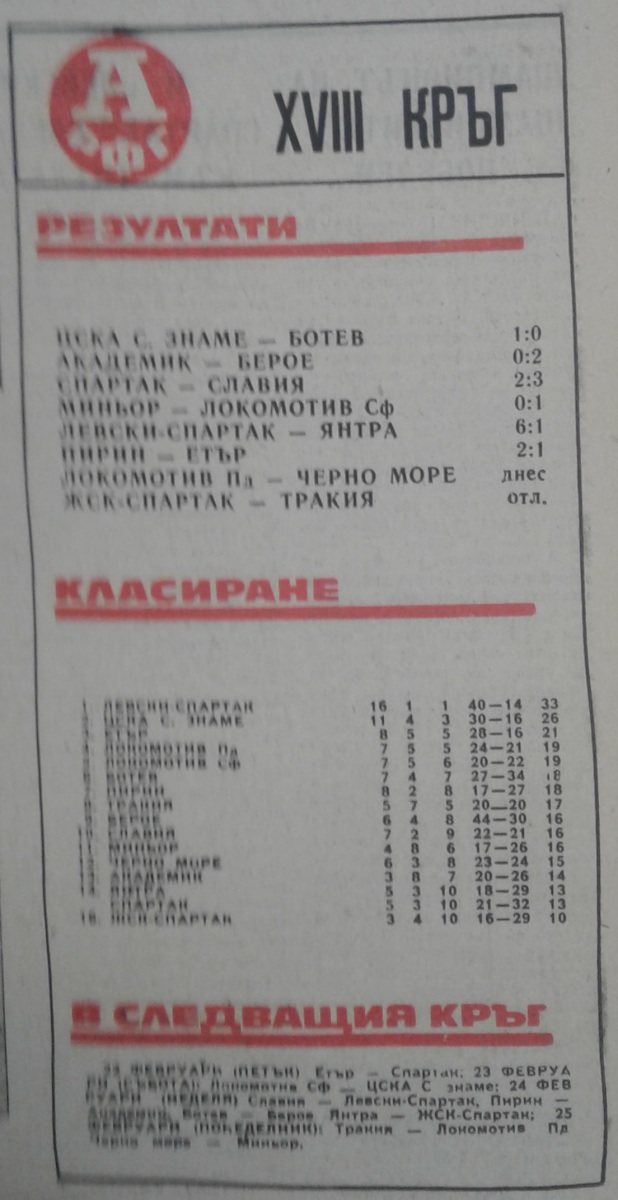 А
РФГ
XVIII КРЪГ
РЕЗУЛТАТИ
ЦСКА С. ЗНАМЕ — БОТЕВ 1:0
АКАДЕМИК — БЕРОЕ 0:2
СПАРТАК — СЛАВИЯ 2:3
МИНЬОР — ЛОКОМОТИВ Сф 0:1
ЛЕВСКИ-СПАРТАК — ЯНТРА 6:1
ПИРИН — ЕТЪР 2:1
ЛОКОМОТИВ Пд — ЧЕРНО МОРЕ днес
ЖСК-СПАРТАК — ТРАКИЯ отл.
КЛАСИРАНЕ
1. ЛЕВСКИ-СПАРТАК 16 1 1 40—14 33
2. ЦСКА С. ЗНАМЕ 11 4 3 30—16 26
3. ЕТЪР 8 5 5 28—16 21
4. ЛОКОМОТИВ Пд 7 5 5 24—21 19
5. ЛОКОМОТИВ Сф 7 5 6 20—22 19
6. БОТЕВ 7 4 7 27—34 18
7. ПИРИН 8 2 8 17—27 18
8. ТРАКИЯ 5 7 5 20—20 17
9. БЕРОЕ 6 4 8 44—30 16
10. СЛАВИЯ 7 2 9 22—21 16
11. МИНЬОР 4 8 6 17—26 16
12. ЧЕРНО МОРЕ 6 3 8 23—24 15
13. АКАДЕМИК 3 8 7 20—26 14
14. ЯНТРА 5 3 10 18—29 13
СПАРТАК 5 3 10 21—32 13
16. ЖСК-СПАРТАК 3 4 10 16—29 10
В СЛЕДВАЩИЯ КРЪГ
ФЕВРУАРИ (ПЕТЪК) Етър — Спартак; 23 ФЕВРУА
РИ (СЪБОТА): Локомотив Сф — ЦСКА С знаме; 24 ФЕВ
РУАРИ (НЕДЕЛЯ) Славия — Левски-Спартак, Пирин —
Академик, Ботев — Берое Янтра — ЖСК-Спартак; 25
ФЕВРУАРИ (ПОНЕДЕЛНИК): Тракия — Локомотив Пд
Черно море — Миньор.